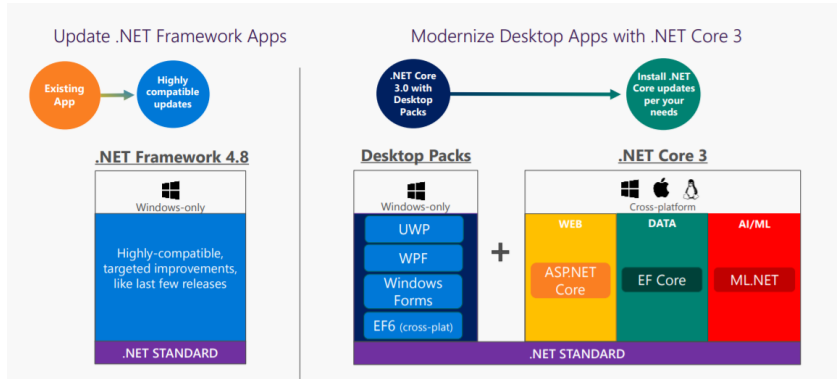 Update .NET Framework Apps
Existing
App
Highly
compatible
updates
.NET Framework 4.8
Windows-only
Highly-compatible,
targeted improvements,
like last few releases
.NET STANDARD
Modernize Desktop Apps with .NET Core 3
.NET Core
3.0 with
Desktop
Packs
Install .NET
Core updates
per your
needs
Desktop Packs
Windows-only
UWP
WPF
Windows
Forms
EF6 (cross-plat)
+
.NET Core 3
Cross-platform
WEB
ASP.NET
Core
DATA
EF Core
AI/ML
ML.NET
.NET STANDARD